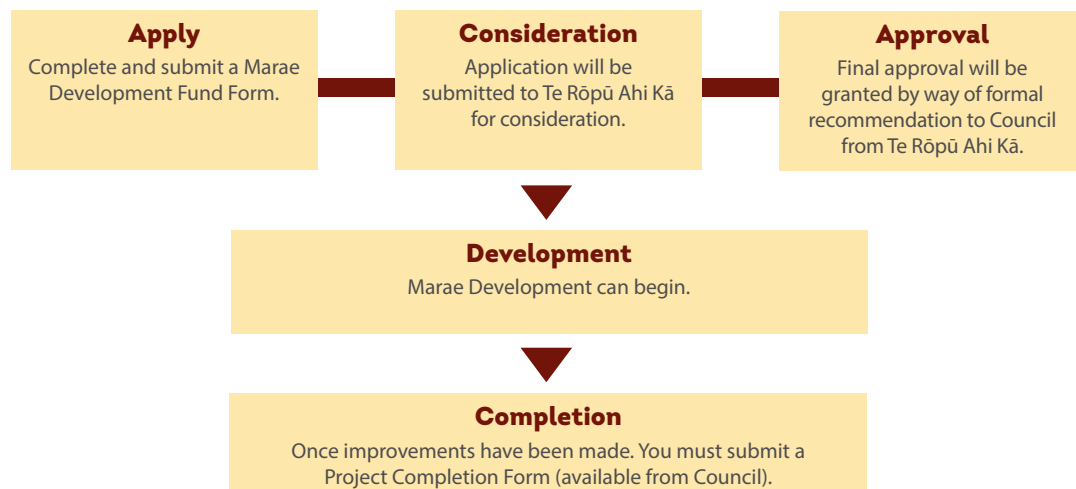 Apply
Complete and submit a Marae
Development Fund Form.
Consideration
Application will be
submitted to Te Rōpū Ahi Kā
for consideration.
Approval
Final approval will be
granted by way of formal
recommendation to Council
from Te Rōpū Ahi Kā.
Development
Marae Development can begin.
Completion
Once improvements have been made. You must submit a
Project Completion Form (available from Council).